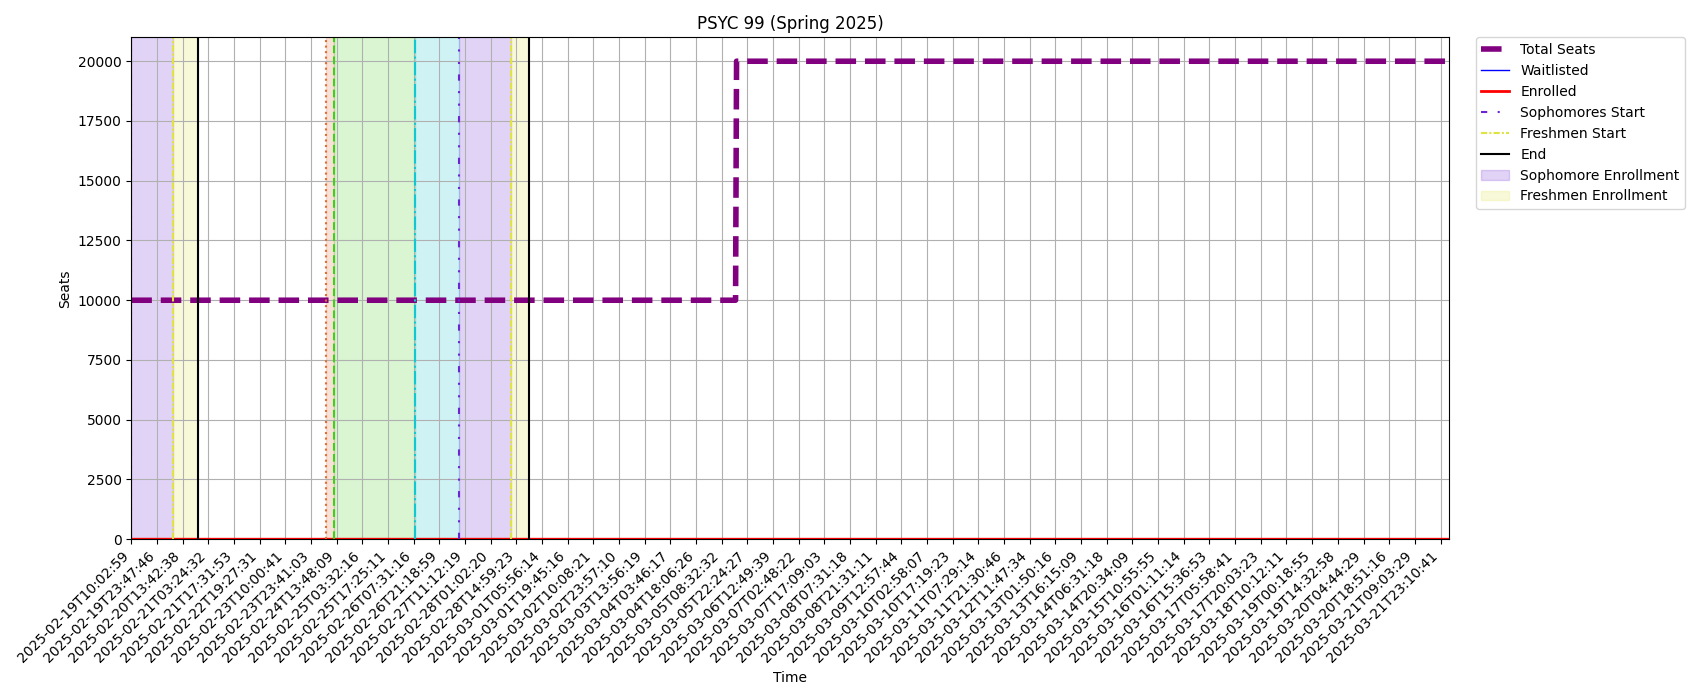 PSYC 99 (Spring 2025)
Total Seats
Waitlisted
Enrolled
Sophomores Start
Freshmen Start
End
Sophomore Enrollment
Freshmen Enrollment
20000
17500
15000
12500
10000
7500
5000
2500
0
Seats
2025-02-19T10:02:59
2025-02-19T23:47:46
2025-02-20T13:42:38
2025-02-21T03:24:32
2025-02-21T17:31:53
2025-02-22T19:27:31
2025-02-23T10:00:41
2025-02-23T23:41:03
2025-02-24T13:48:09
2025-02-25T03:32:16
2025-02-25T17:25:11
2025-02-26T07:31:16
2025-02-26T21:18:59
2025-02-27T11:12:19
2025-02-28T01:02:20
2025-02-28T14:59:23
2025-03-01T05:56:14
2025-03-01T19:45:16
2025-03-02T10:08:21
2025-03-02T23:57:10
2025-03-03T13:56:19
2025-03-04T03:46:17
2025-03-04T18:06:26
2025-03-05T08:32:32
2025-03-05T22:24:27
2025-03-06T12:49:39
2025-03-07T02:48:22
2025-03-07T17:09:03
2025-03-08T07:31:18
2025-03-08T21:31:11
2025-03-09T12:57:44
2025-03-10T02:58:07
2025-03-10T17:19:23
2025-03-11T07:29:14
2025-03-11T21:30:46
2025-03-12T11:47:34
2025-03-13T01:50:16
2025-03-13T16:15:09
2025-03-14T06:31:18
2025-03-14T20:34:09
2025-03-15T10:55:55
2025-03-16T01:11:14
2025-03-16T15:36:53
2025-03-17T05:58:41
2025-03-17T20:03:23
2025-03-18T10:12:11
2025-03-19T00:18:55
2025-03-19T14:32:58
2025-03-20T04:44:29
2025-03-20T18:51:16
2025-03-21T09:03:29
2025-03-21T23:10:41
Time